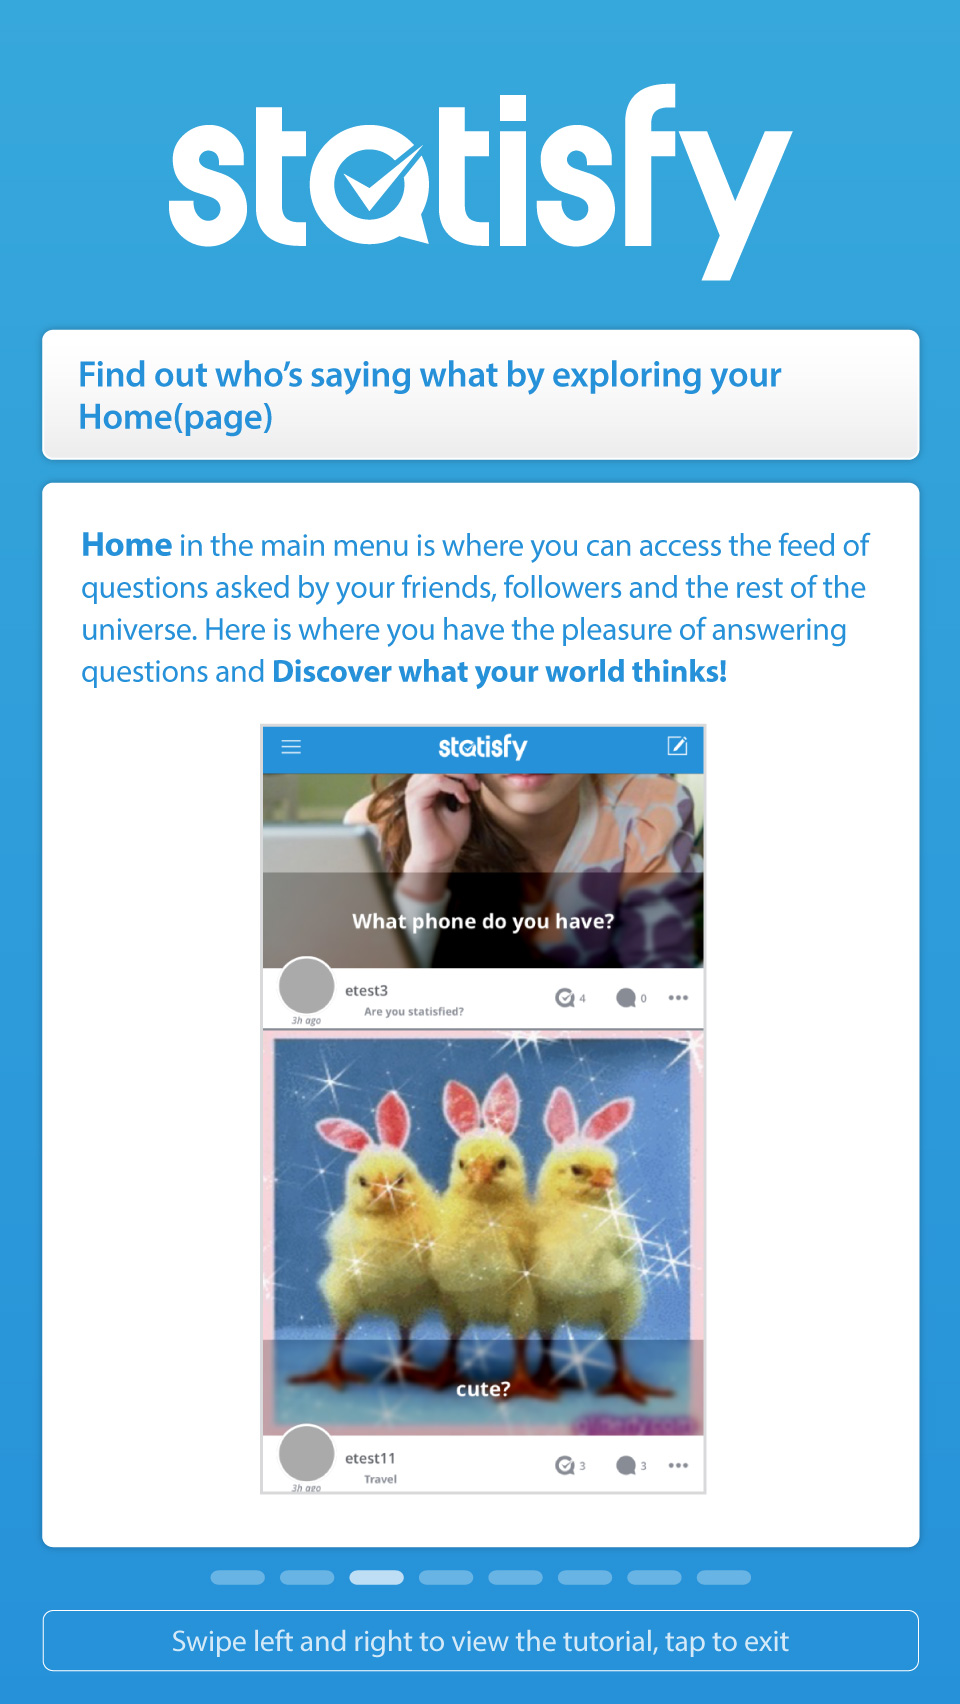 statisfy
Find out who’s saying what by exploring your
Home(page)
Home in the main menu is where you can access the feed of
questions asked by your friends, followers and the rest of the
universe. Here is where you have the pleasure of answering
questions and Discover what your world thinks!
statisfy
What phone do you have?
etest3
4
0
Are you statisfied?
3h ago
cute?
etest11
3
3
Travel
3h ago
Swipe left and right to view the tutorial, tap to exit